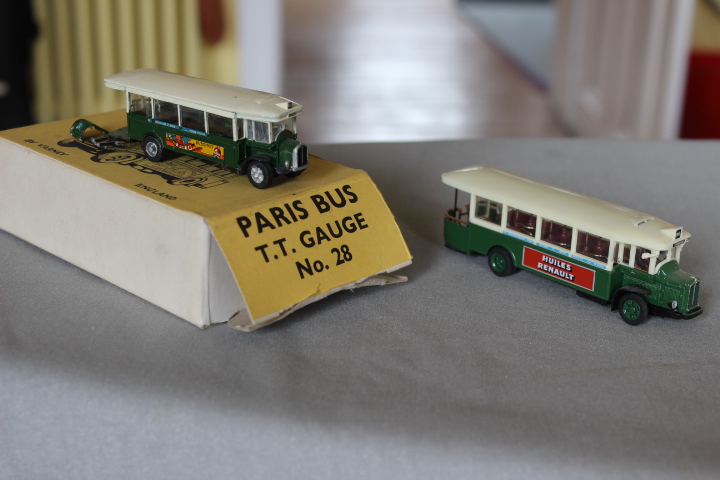 PARIS BUS
T.T. GAUGE
No. 28
ENGLAND
HUILES
RENAULT